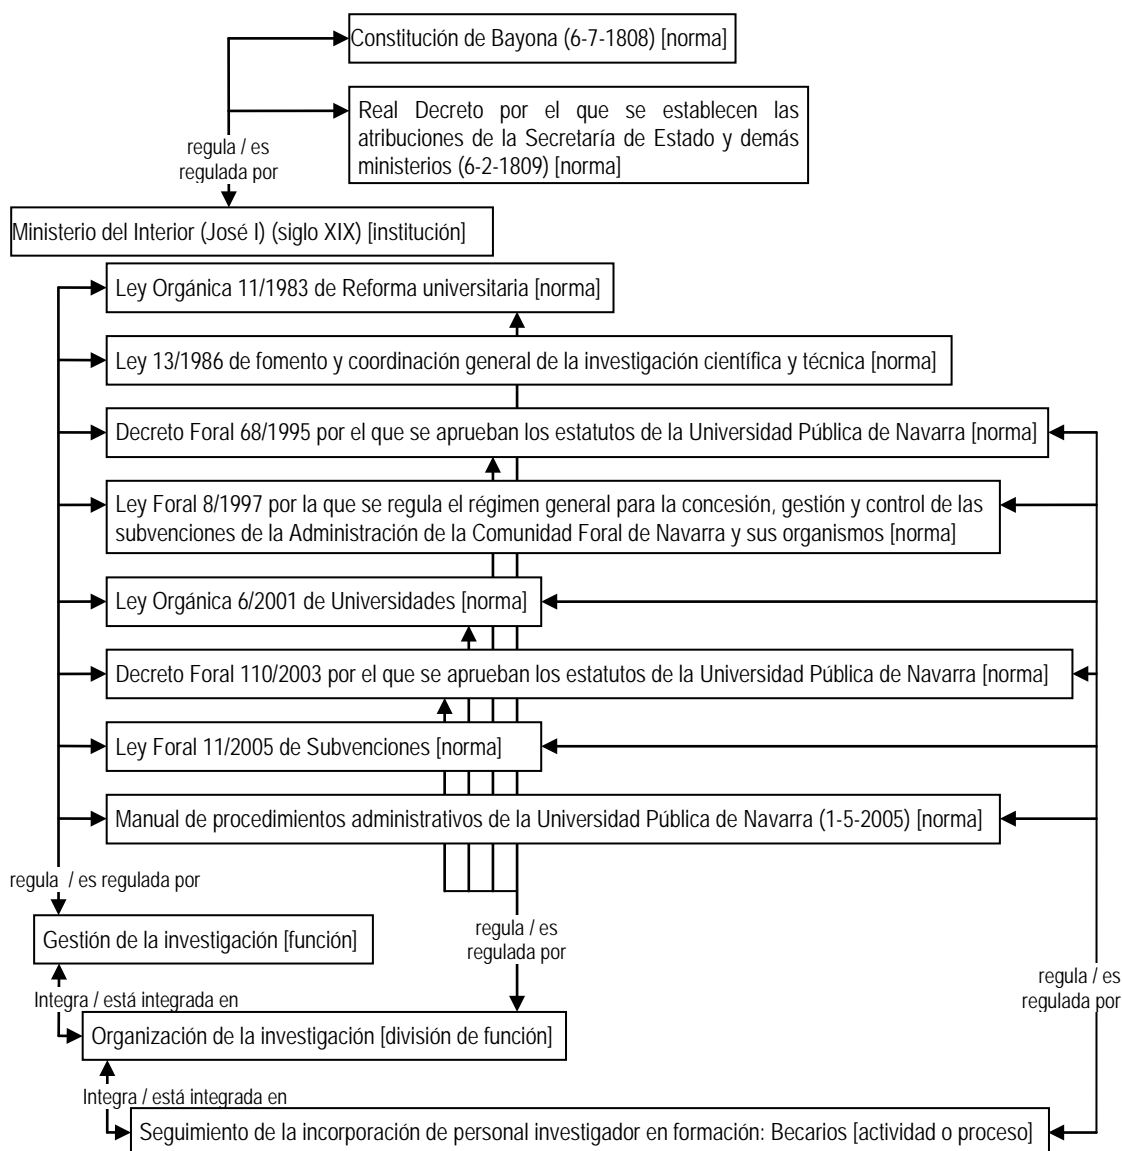 Constitución de Bayona (6-7-1808) [norma]
Real Decreto por el que se establecen las
atribuciones de la Secretaría de Estado y demás
ministerios (6-2-1809) [norma]
regula / es
regulada por
Ministerio del Interior (José I) (siglo XIX) [institución]
Ley Orgánica 11/1983 de Reforma universitaria [norma]
Ley 13/1986 de fomento y coordinación general de la investigación científica y técnica [norma]
Decreto Foral 68/1995 por el que se aprueban los estatutos de la Universidad Pública de Navarra [norma]
Ley Foral 8/1997 por la que se regula el régimen general para la concesión, gestión y control de las
subvenciones de la Administración de la Comunidad Foral de Navarra y sus organismos [norma]
Ley Orgánica 6/2001 de Universidades [norma]
Decreto Foral 110/2003 por el que se aprueban los estatutos de la Universidad Pública de Navarra [norma]
Ley Foral 11/2005 de Subvenciones [norma]
Manual de procedimientos administrativos de la Universidad Pública de Navarra (1-5-2005) [norma]
regula / es regulada por
Gestión de la investigación [función]
regula / es
regulada por
regula / es
regulada por
Integra / está integrada en
Organización de la investigación [división de función]
Integra / está integrada en
Seguimiento de la incorporación de personal investigador en formación: Becarios [actividad o proceso]